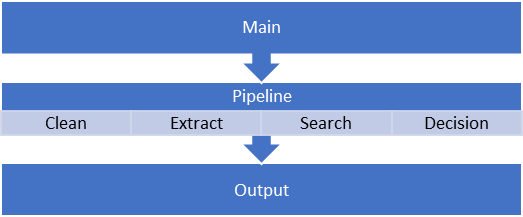 Main
Pipeline
Clean Extract Search Decision
Output